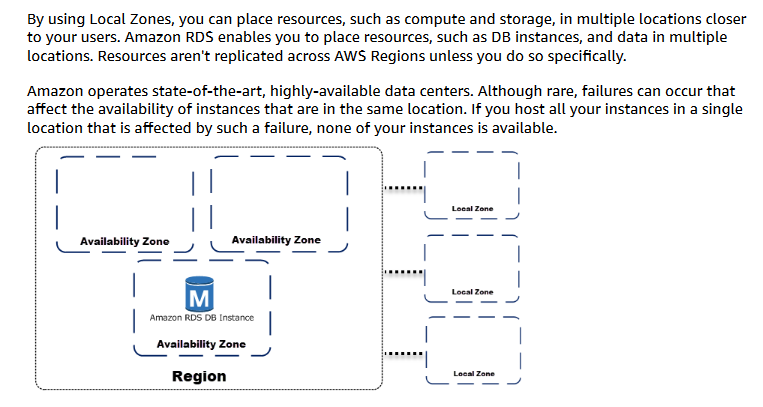 By using Local Zones, you can place resources, such as compute and storage, in multiple locations closer
to your users. Amazon RDS enables you to place resources, such as DB instances, and data in multiple
locations. Resources aren't replicated across AWS Regions unless you do so specifically.
Amazon operates state-of-the-art, highly-available data centers. Although rare, failures can occur that
affect the availability of instances that are in the same location. If you host all your instances in a single
location that is affected by such a failure, none of your instances is available.
Local Zone
Availability Zone
Availability Zone
Local Zone
M
Amazon RDS DB Instance
Availability Zone
Local Zone
Region